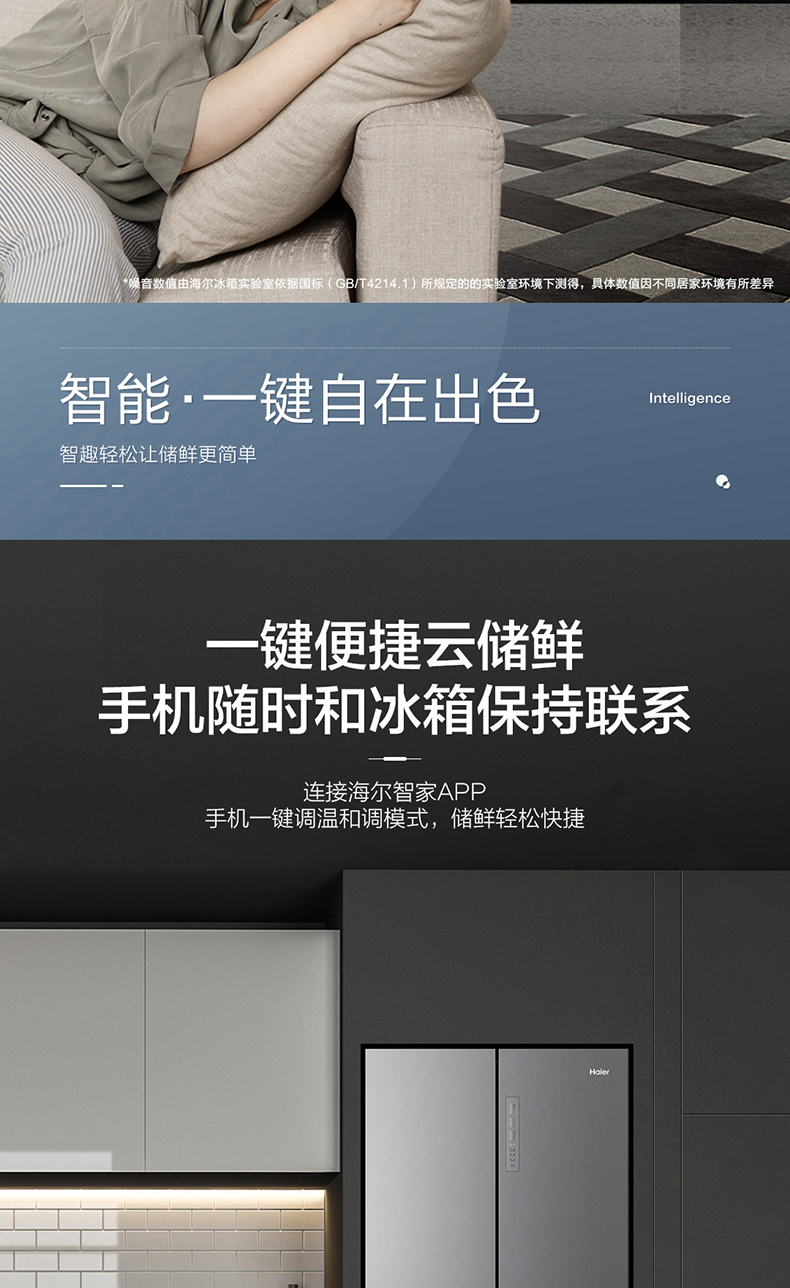 *噪音数值由海尔冰箱实验室依据国标（GB/T4214.1）所规定的的实验室环境下测得，具体数值因不同居家环境有所差异
智能·一键自在出色
Intelligence
智趣轻松让储鲜更简单
一键便捷云储鲜
手机随时和冰箱保持联系
连接海尔智家APP
手机一键调温和调模式，储鲜轻松快捷
Haier